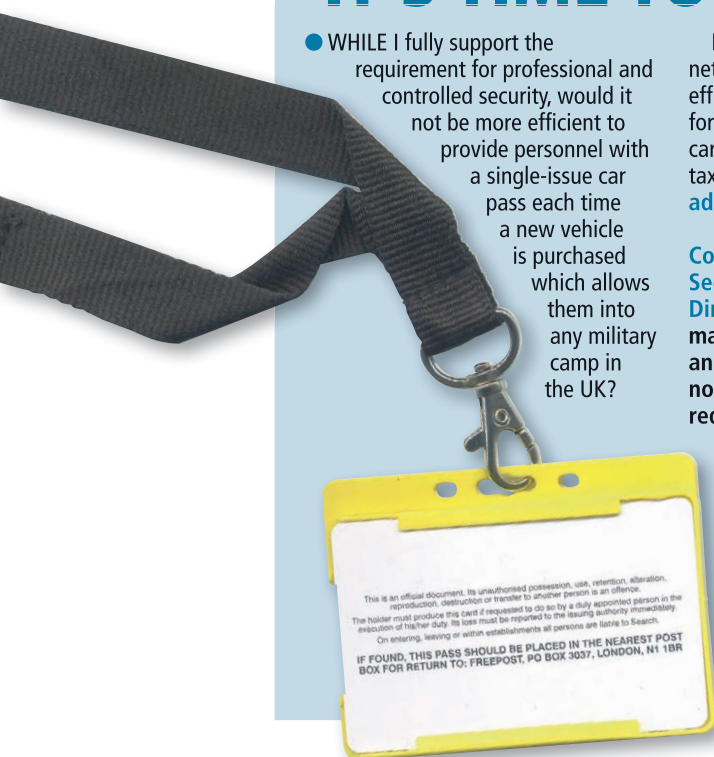 ● WHILE I fully support the
requirement for professional and
controlled security, would it
not be more efficient to
provide personnel with
a single-issue car
pass each time
a new vehicle
is purchased
which allows
them into
any military
camp in
the UK?
This is an official document. Its unauthorised possession, use, retention, alteration,
reproduction, destruction or transfer to another person is an offence.
The holder must produce this card if requested to do so by a duly appointed person in the
execution of his/her duty. Its loss must be reported to the issuing authority immediately.
On entering, leaving or within establishments all persons are liable to Search.
IF FOUND, THIS PASS SHOULD BE PLACED IN THE NEAREST POST
BOX FOR RETURN TO: FREEPOST, PO BOX 3037, LONDON, N1 1BR